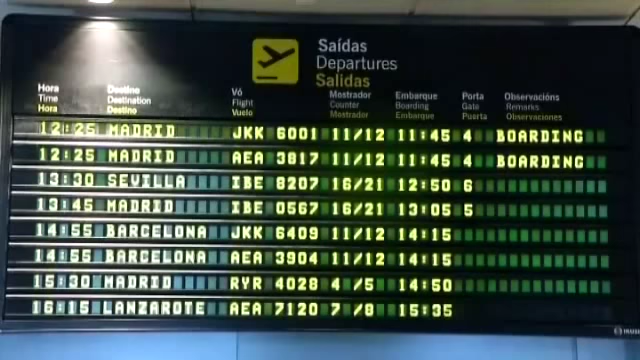 Saídas
Departures
Salidas
Hora Destino Vó Mostrador Embarque Porta Observacións
Time Destination Flight Counter Boarding Gate Remarks
Hora Destino Vuelo Mostrador Embarque Puerta Observaciones
12:25 MADRID JKK 6001 11/12 11:45 4 BOARDING
12:25 MADRID AEA 3817 11/12 11:45 4 BOARDING
13:30 SEVILLA IBE 8207 16/21 12:50 6
13:45 MADRID IBE 0567 16/21 13:05 5
14:55 BARCELONA JKK 6409 11/12 14:15
14:55 BARCELONA AEA 3904 11/12 14:15
15:30 MADRID RYR 4028 4 /5 14:50
16:15 LANZAROTE AEA 7120 7 /8 15:35